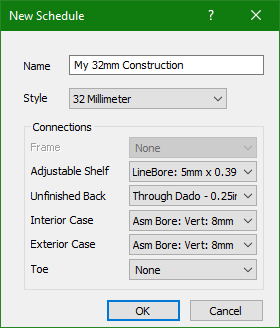 New Schedule
Name My 32mm Construction
Style 32 Millimeter
Connections
Frame None
Adjustable Shelf LineBore: 5mm x 0.39
Unfinished Back Through Dado - 0.25in
Interior Case Asm Bore: Vert: 8mm
Exterior Case Asm Bore: Vert: 8mm
Toe None
OK Cancel